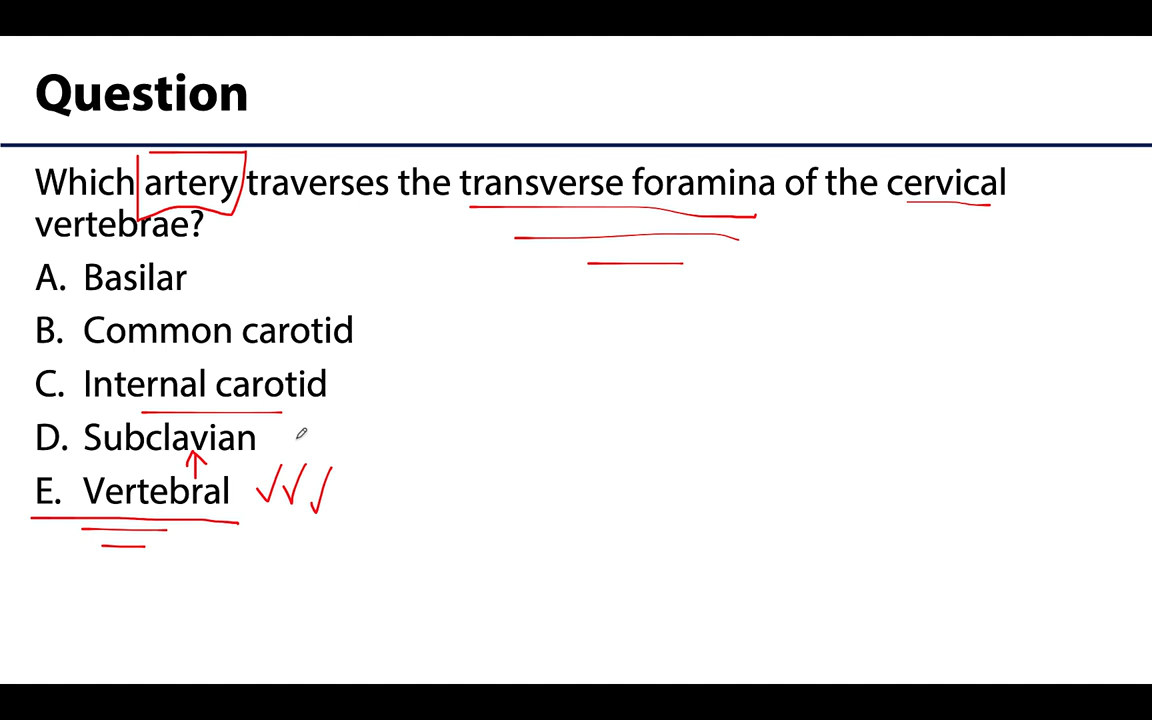 Question
Which artery traverses the transverse foramina of the cervical
vertebrae?
A. Basilar
B. Common carotid
C. Internal carotid
D. Subclavian
E. Vertebral